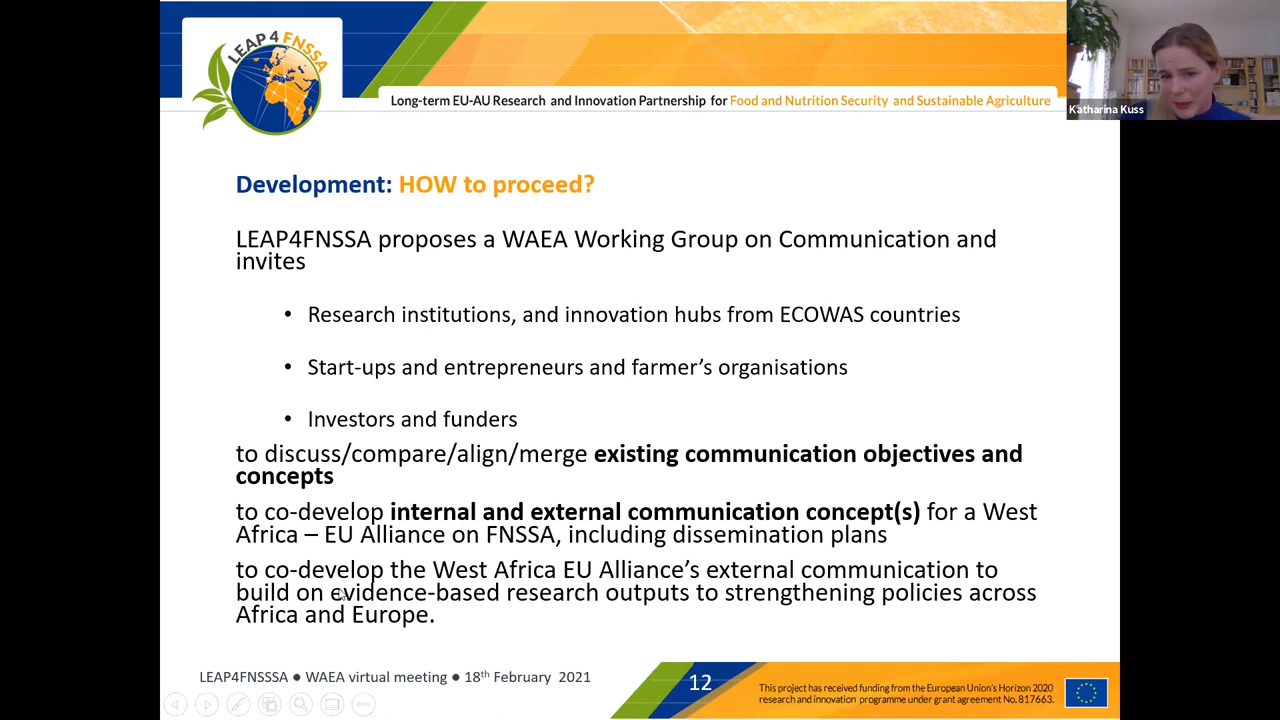 LEAP 4 FNSSA
Long-term EU-AU Research and Innovation Partnership for Food and Nutrition Security and Sustainable Agriculture
Katharina Kuss
Development: HOW to proceed?
LEAP4FNSSA proposes a WAEA Working Group on Communication and
invites
• Research institutions, and innovation hubs from ECOWAS countries
• Start-ups and entrepreneurs and farmer’s organisations
• Investors and funders
to discuss/compare/align/merge existing communication objectives and
concepts
to co-develop internal and external communication concept(s) for a West
Africa – EU Alliance on FNSSA, including dissemination plans
to co-develop the West Africa EU Alliance’s external communication to
build on evidence-based research outputs to strengthening policies across
Africa and Europe.
LEAP4FNSSSA ● WAEA virtual meeting ● 18th February 2021
12
This project has received funding from the European Union’s Horizon 2020
research and innovation programme under grant agreement No. 817663.